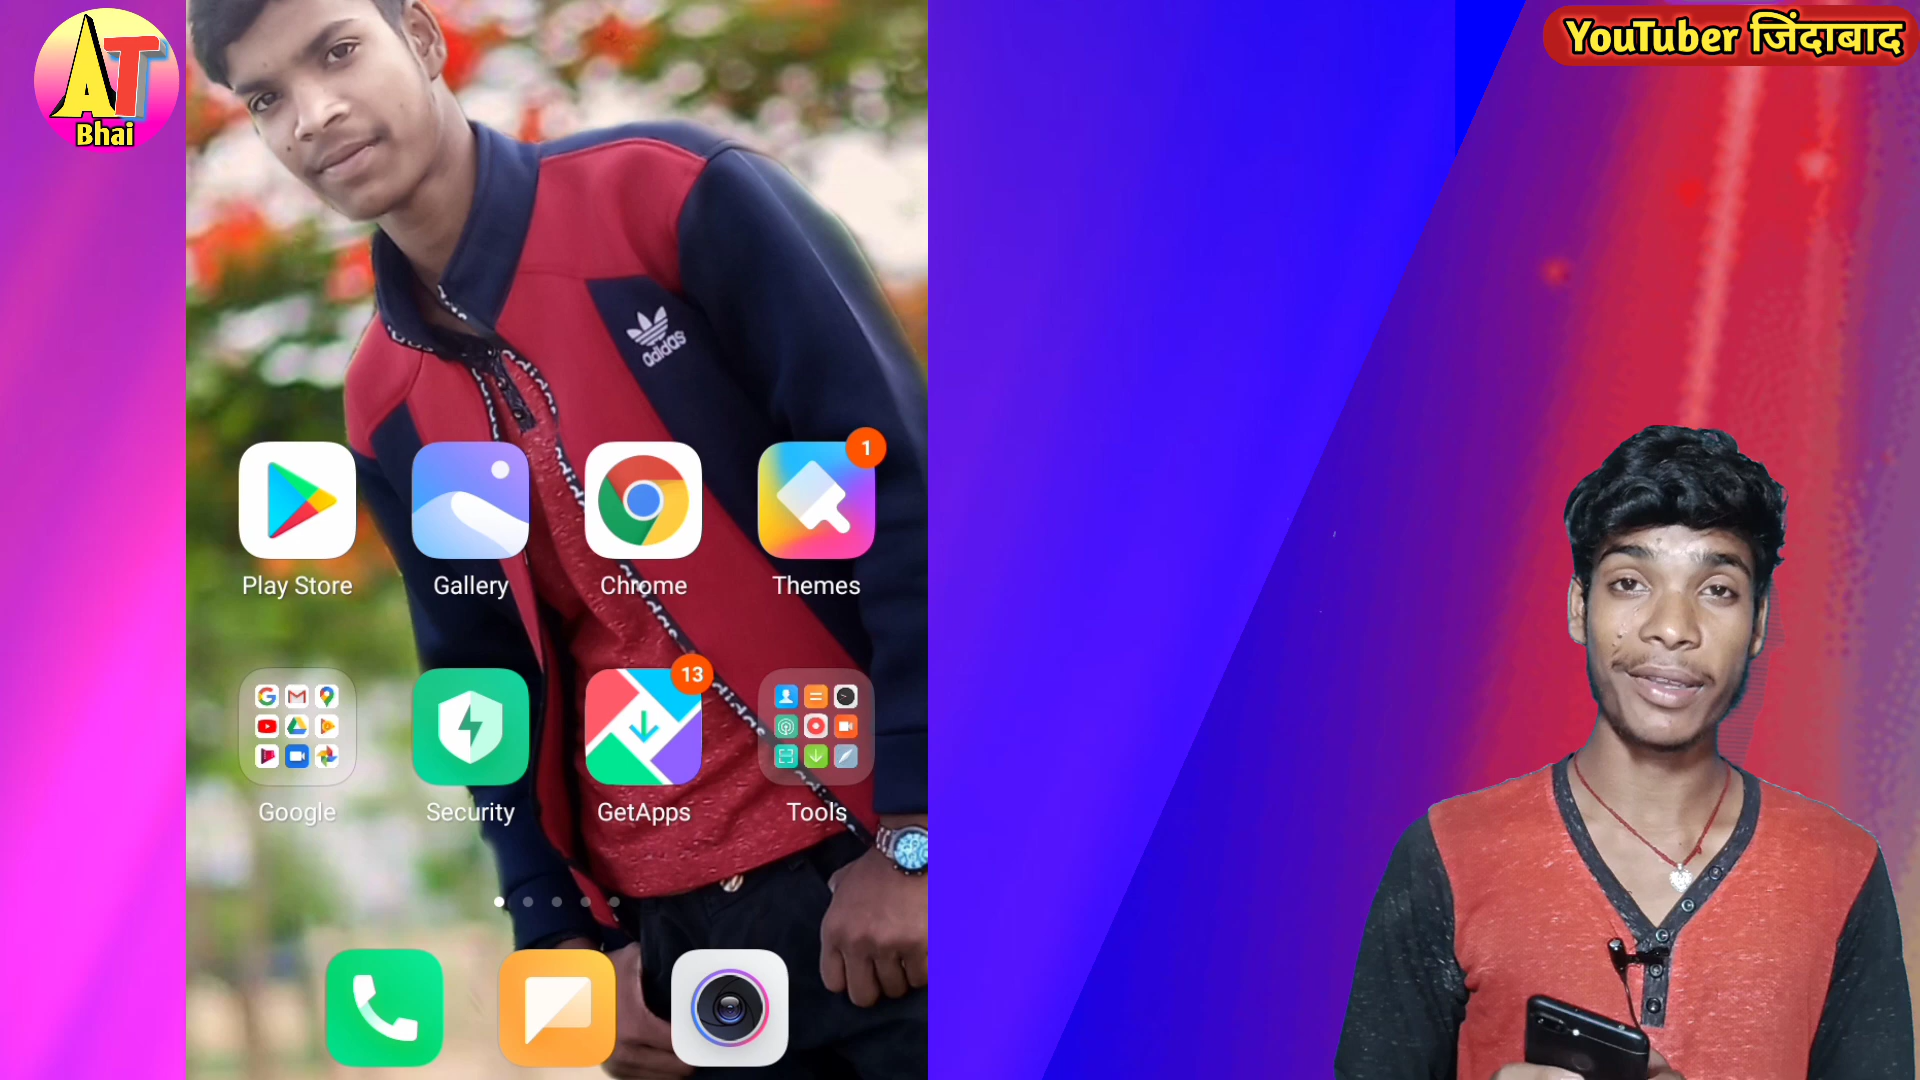 AT
Bhai
YouTuber जिंदाबाद
adidas
1
Play Store
Gallery
Chrome
Themes
13
Google
Security
GetApps
Tools